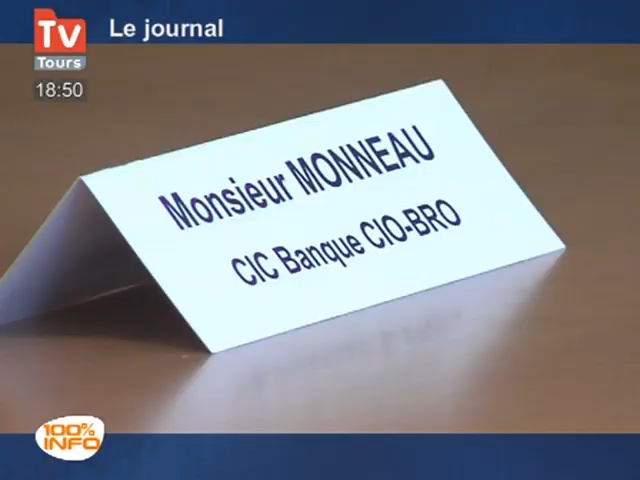 Tv
Tours
Le journal
18:50
Monsieur MONNEAU
CIC Banque CIO-BRO
100%
INFO